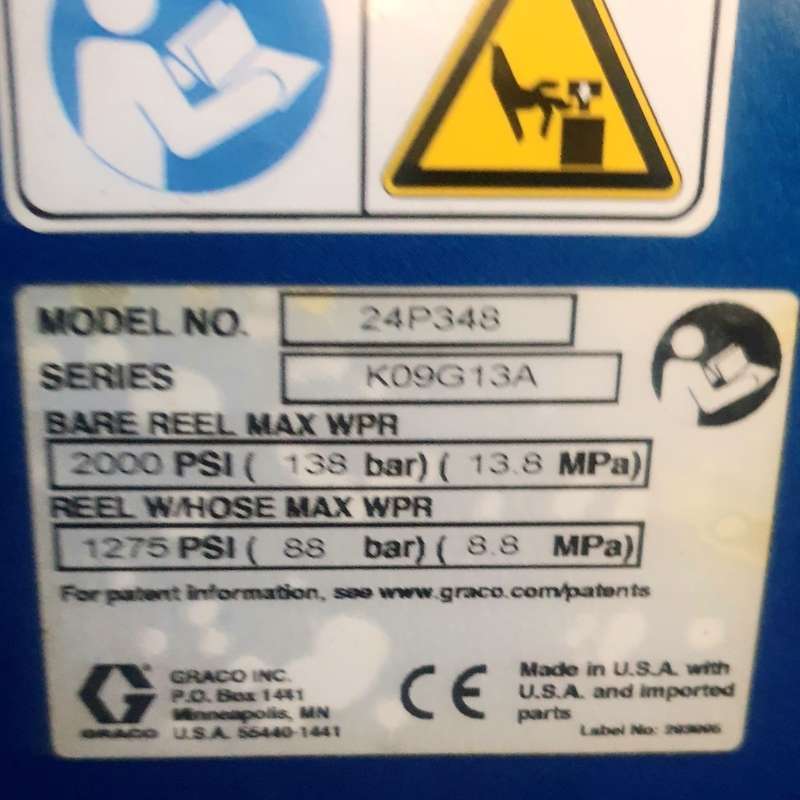 MODEL NO. 24P348
SERIES K09G13A
BARE REEL MAX WPR
2000 PSI ( 138 bar) ( 13.8 MPa)
REEL W/HOSE MAX WPR
1275 PSI ( 88 bar) ( 8.8 MPa)
For patent information, see www.graco.com/patents
GRACO
GRACO INC.
P.O. Box 1441
Minneapolis, MN
U.S.A. 55440-1441
CE
Made in U.S.A. with
U.S.A. and imported
parts
Label No: